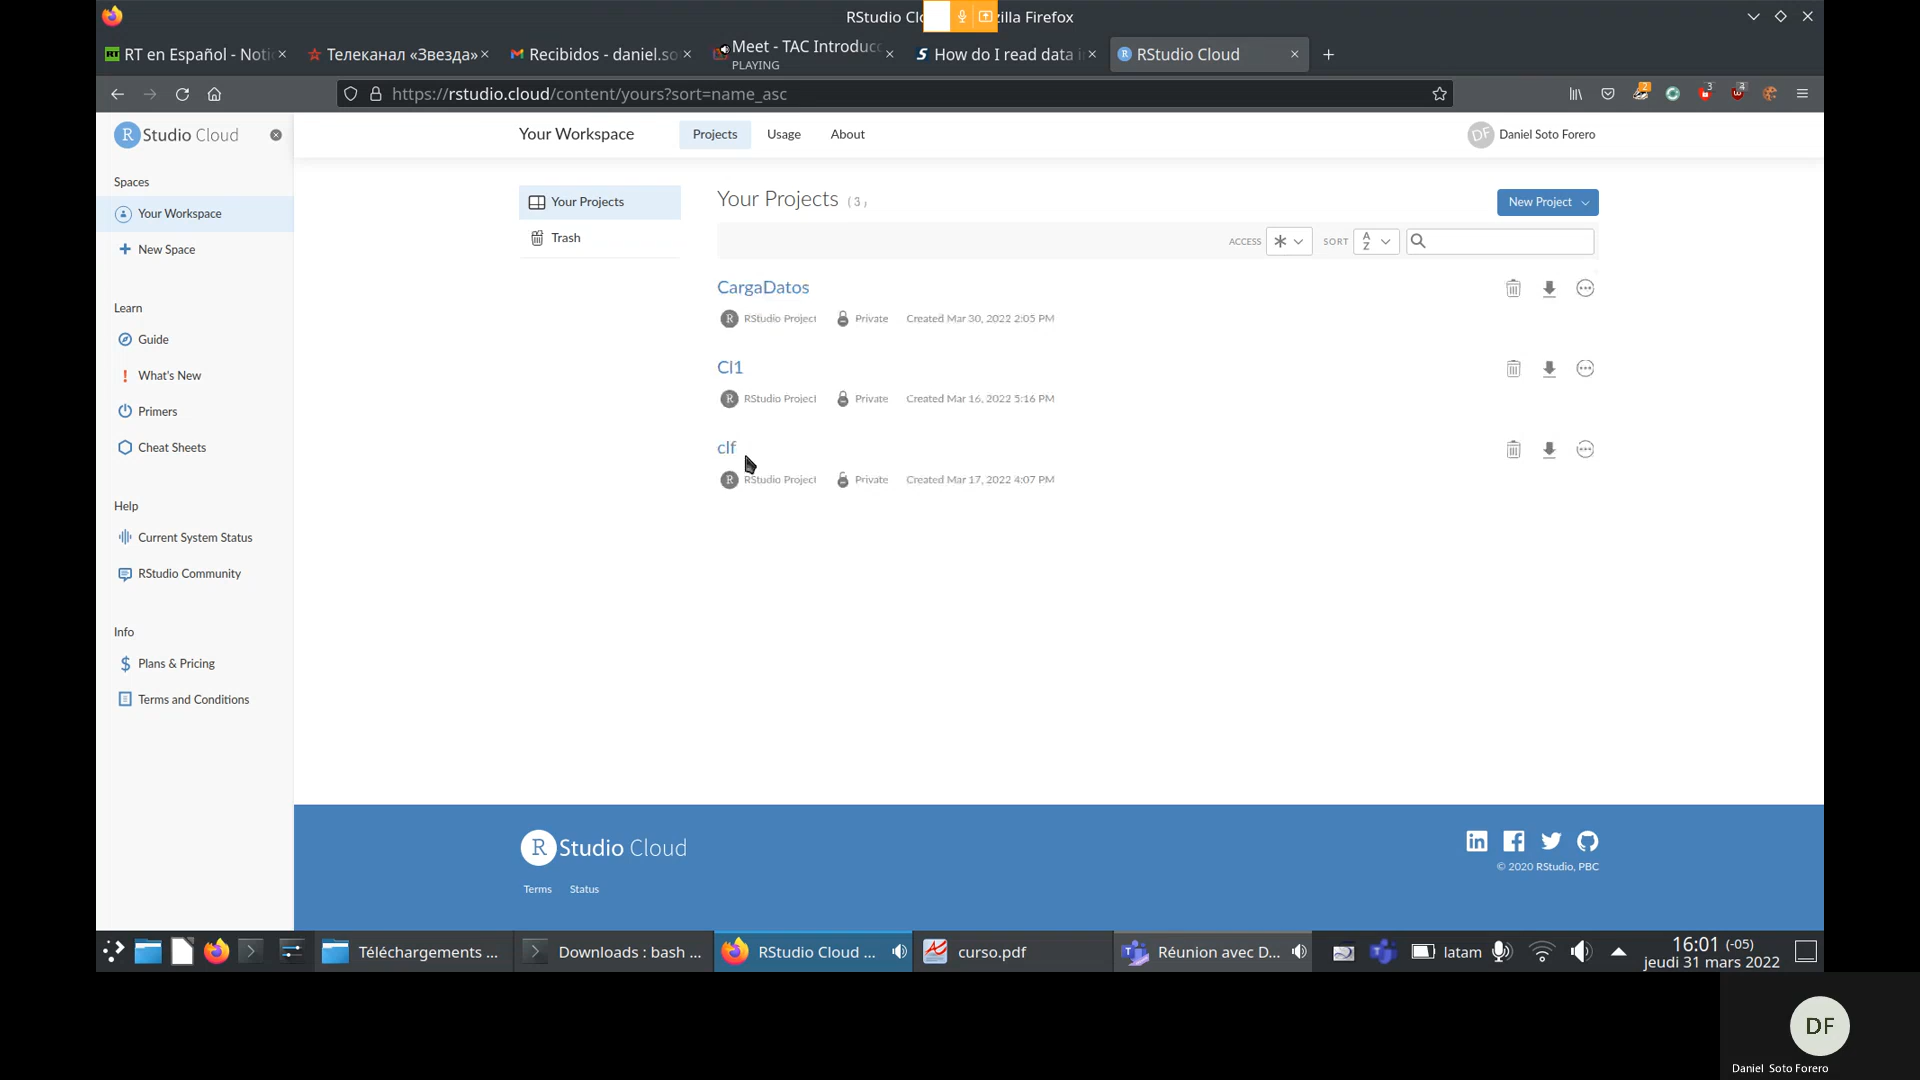 RStudio Clo
zilla Firefox
RT en Español - Noti
Телеканал «Звезда»
Recibidos - daniel.so
Meet - TAC Introduc
PLAYING
How do I read data i
RStudio Cloud
https://rstudio.cloud/content/yours?sort=name_asc
2
3
4
R Studio Cloud
Your Workspace
Projects
Usage
About
DF
Daniel Soto Forero
Spaces
Your Workspace
New Space
Learn
Guide
What's New
Primers
Cheat Sheets
Help
Current System Status
RStudio Community
Info
Plans & Pricing
Terms and Conditions
Your Projects
Trash
Your Projects (3)
New Project
ACCESS
SORT
A
Z
CargaDatos
R RStudio Project Private Created Mar 30, 2022 2:05 PM
Cl1
R RStudio Project Private Created Mar 16, 2022 5:16 PM
clf
R RStudio Project Private Created Mar 17, 2022 4:07 PM
R Studio Cloud
Terms
Status
© 2020 RStudio, PBC
Téléchargements ...
Downloads : bash ...
RStudio Cloud ...
curso.pdf
Réunion avec D...
latam
16:01 (-05)
jeudi 31 mars 2022
DF
Daniel Soto Forero